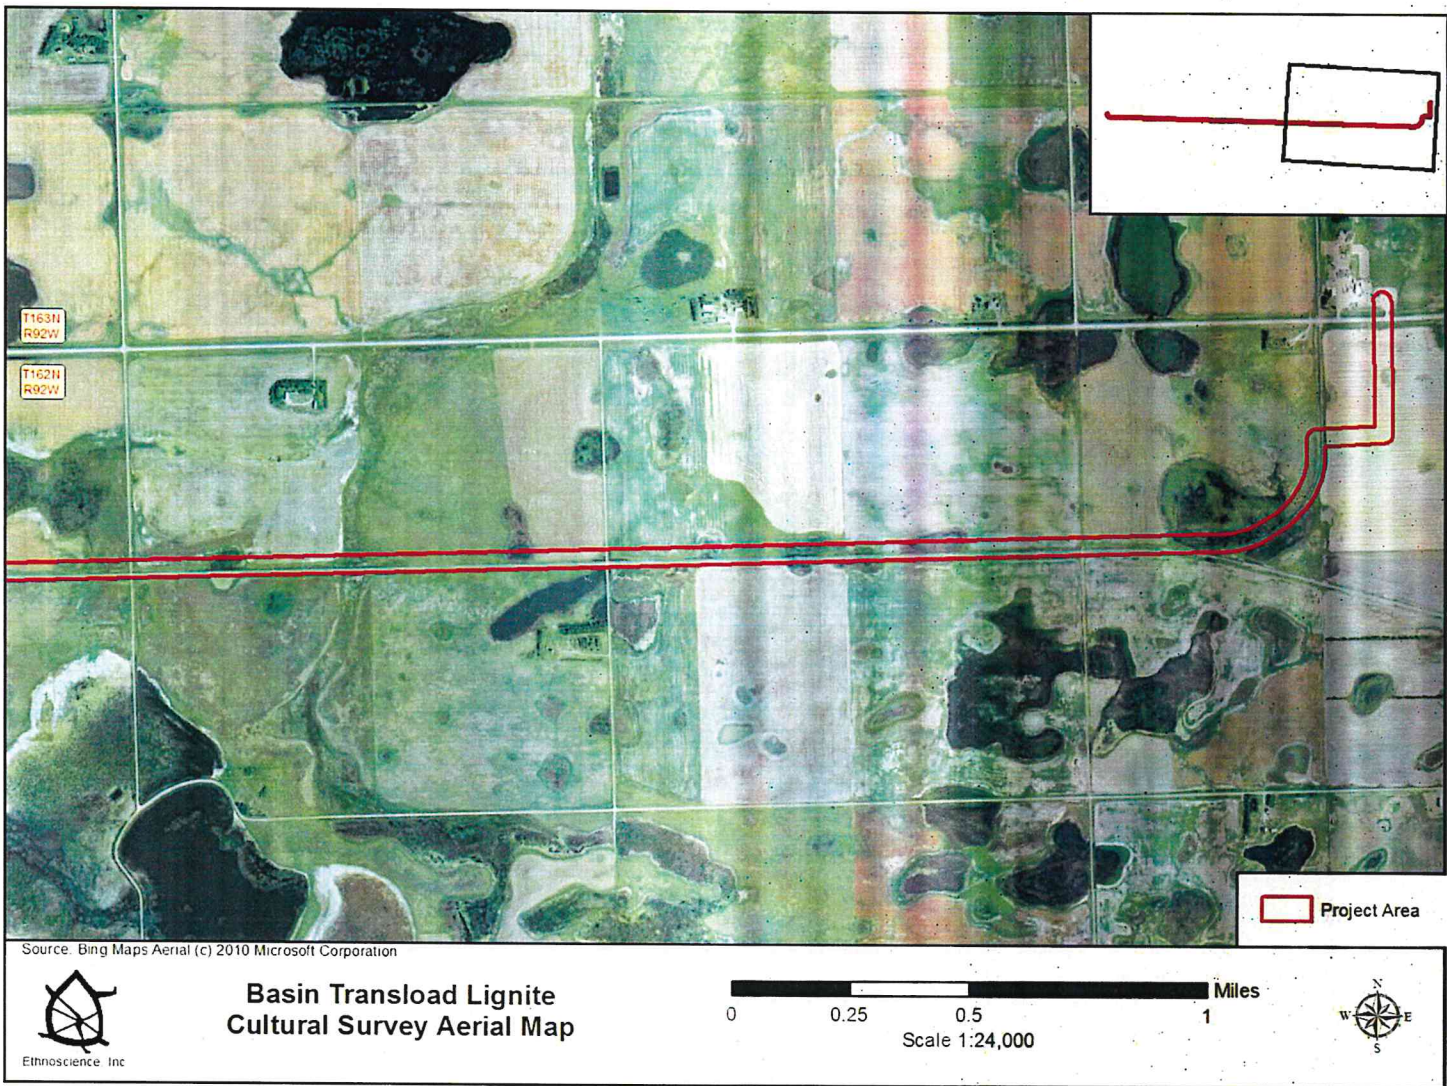 T163N
R92W
T162N
R92W
Project Area
Source: Bing Maps Aerial (c) 2010 Microsoft Corporation
Ethnoscience Inc
Basin Transload Lignite
Cultural Survey Aerial Map
Miles
0 0.25 0.5 1
Scale 1:24,000
N
W E
S